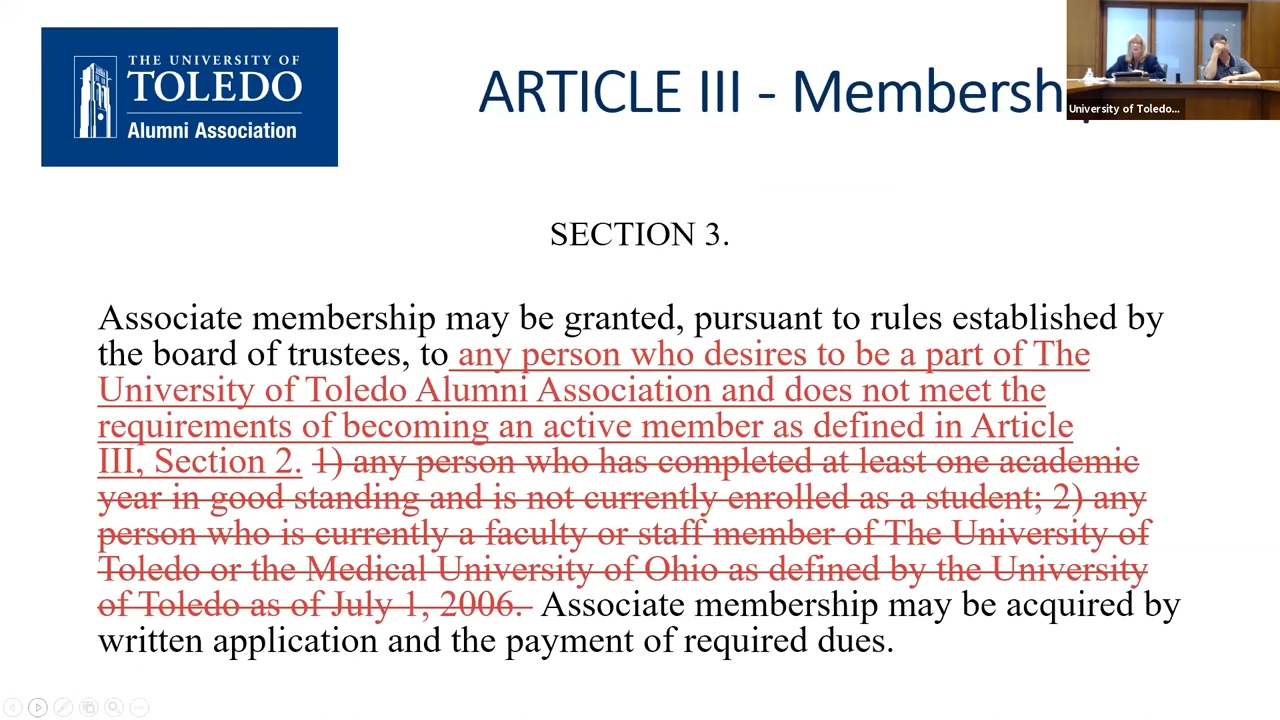 THE UNIVERSITY OF
TOLEDO
Alumni Association
ARTICLE III - Membersh
University of Toledo...
SECTION 3.
Associate membership may be granted, pursuant to rules established by
the board of trustees, to any person who desires to be a part of The
University of Toledo Alumni Association and does not meet the
requirements of becoming an active member as defined in Article
III, Section 2. 1) any person who has completed at least one academic
year in good standing and is not currently enrolled as a student; 2) any
person who is currently a faculty or staff member of The University of
Toledo or the Medical University of Ohio as defined by the University
of Toledo as of July 1, 2006. Associate membership may be acquired by
written application and the payment of required dues.